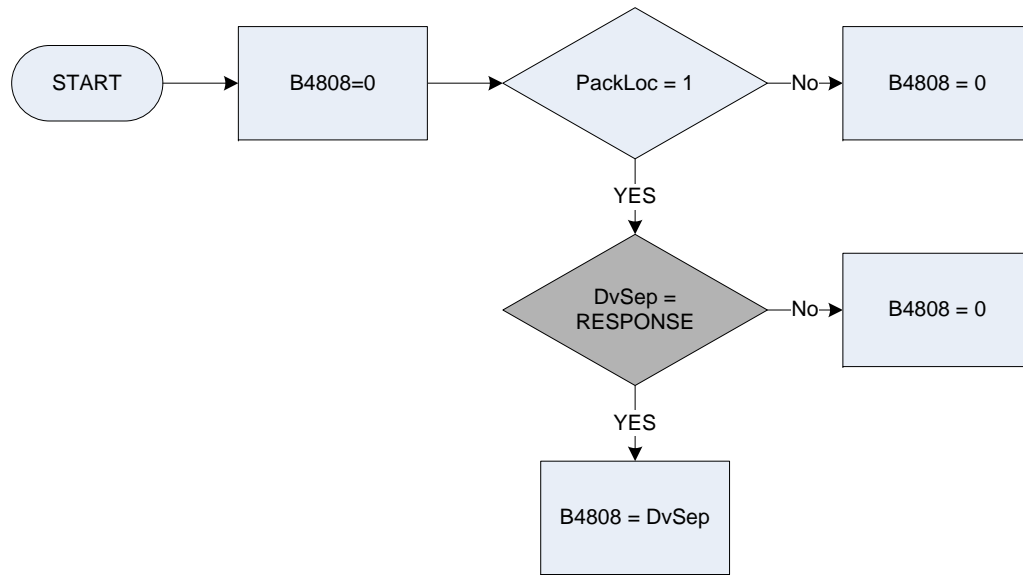 START
B4808=0
PackLoc = 1
No
B4808 = 0
YES
DvSep =
RESPONSE
No
B4808 = 0
YES
B4808 = DvSep